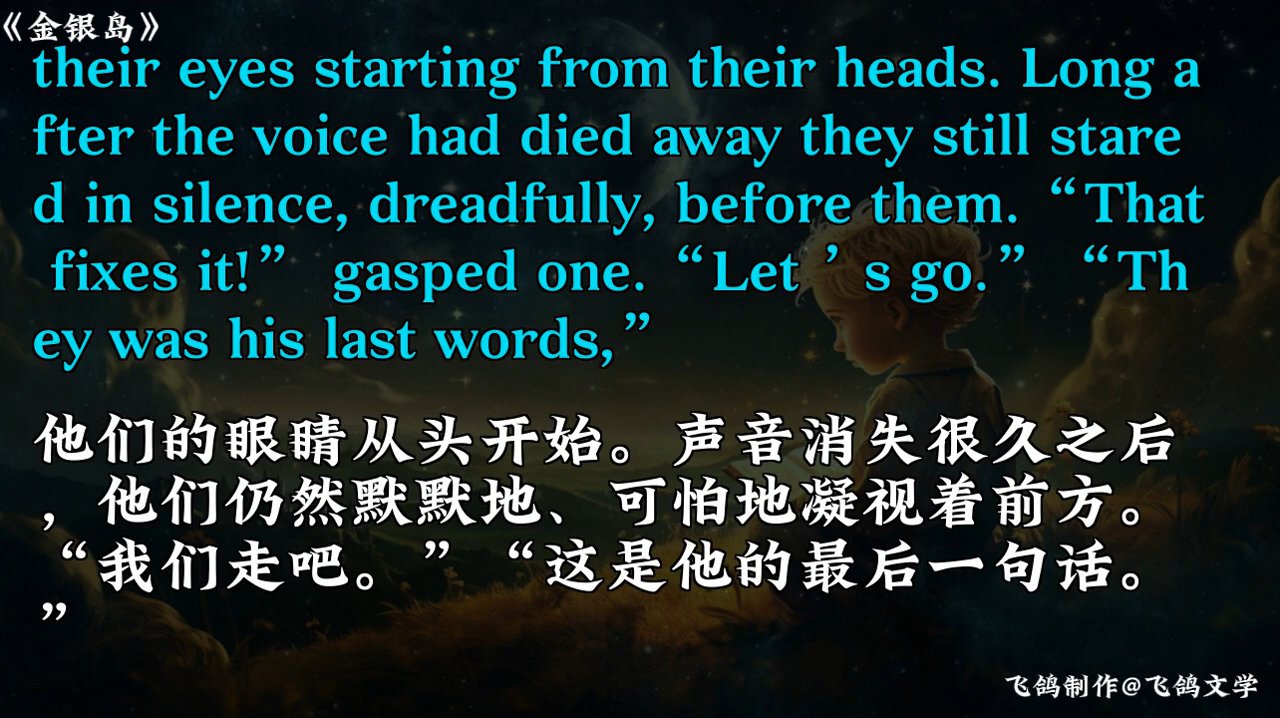 《金银岛》
their eyes starting from their heads. Long a
fter the voice had died away they still stare
d in silence, dreadfully, before them. “That
fixes it!” gasped one. “Let’s go.” “Th
ey was his last words,”
他们的眼睛从头开始。声音消失很久之后
，他们仍然默默地、可怕地凝视着前方。
“我们走吧。”“这是他的最后一句话。
”
飞鸽制作@飞鸽文学